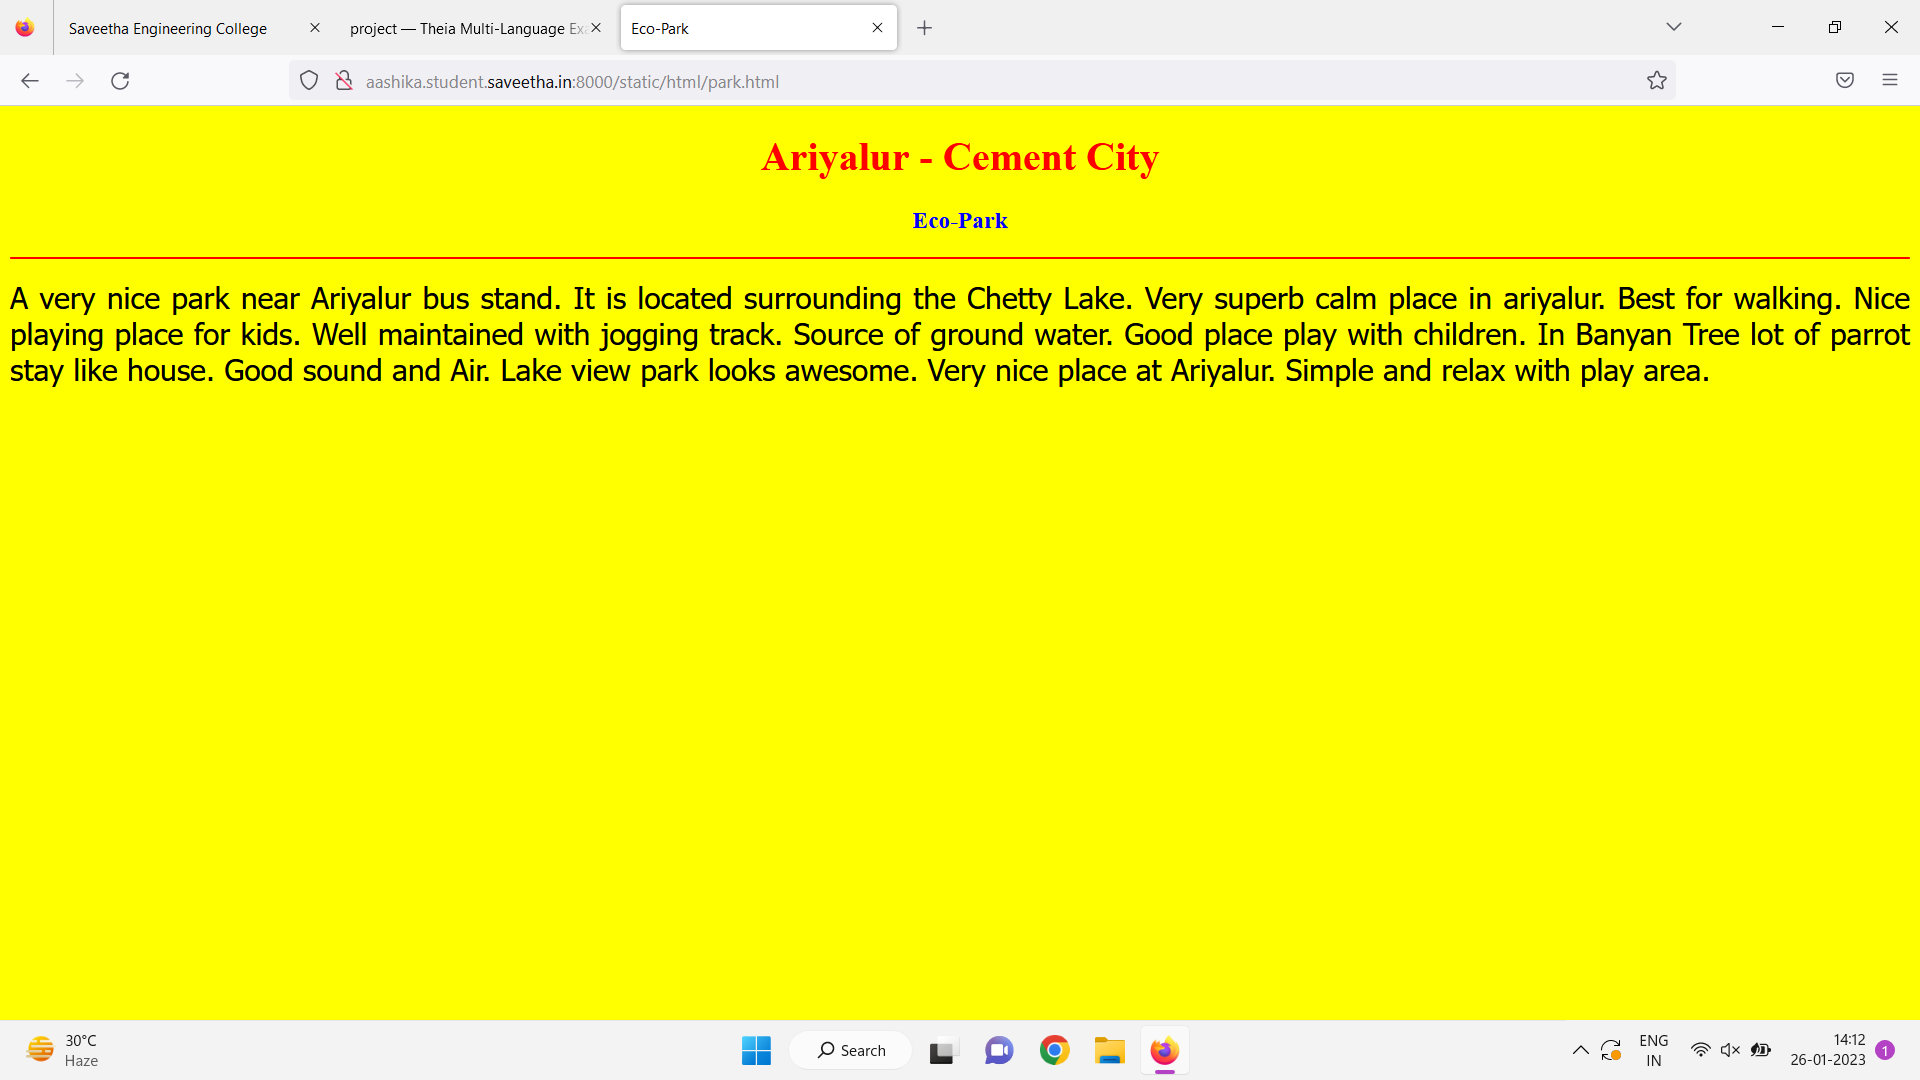 Saveetha Engineering College
project — Theia Multi-Language Exa
Eco-Park
aashika.student.saveetha.in:8000/static/html/park.html
Ariyalur - Cement City
Eco-Park
A very nice park near Ariyalur bus stand. It is located surrounding the Chetty Lake. Very superb calm place in ariyalur. Best for walking. Nice
playing place for kids. Well maintained with jogging track. Source of ground water. Good place play with children. In Banyan Tree lot of parrot
stay like house. Good sound and Air. Lake view park looks awesome. Very nice place at Ariyalur. Simple and relax with play area.
30°C
Haze
Search
ENG
IN
14:12
26-01-2023
1